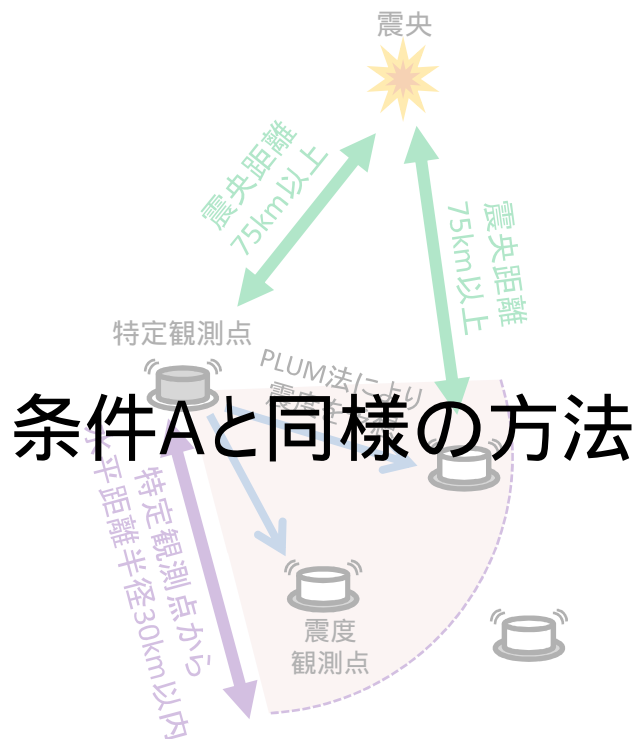 震央
震央距離
75km以上
震央距離
75km以上
特定観測点
PLUM法により
条件Aと同様の方法
特定観測点から
水平距離半径30km以内
震度
観測点